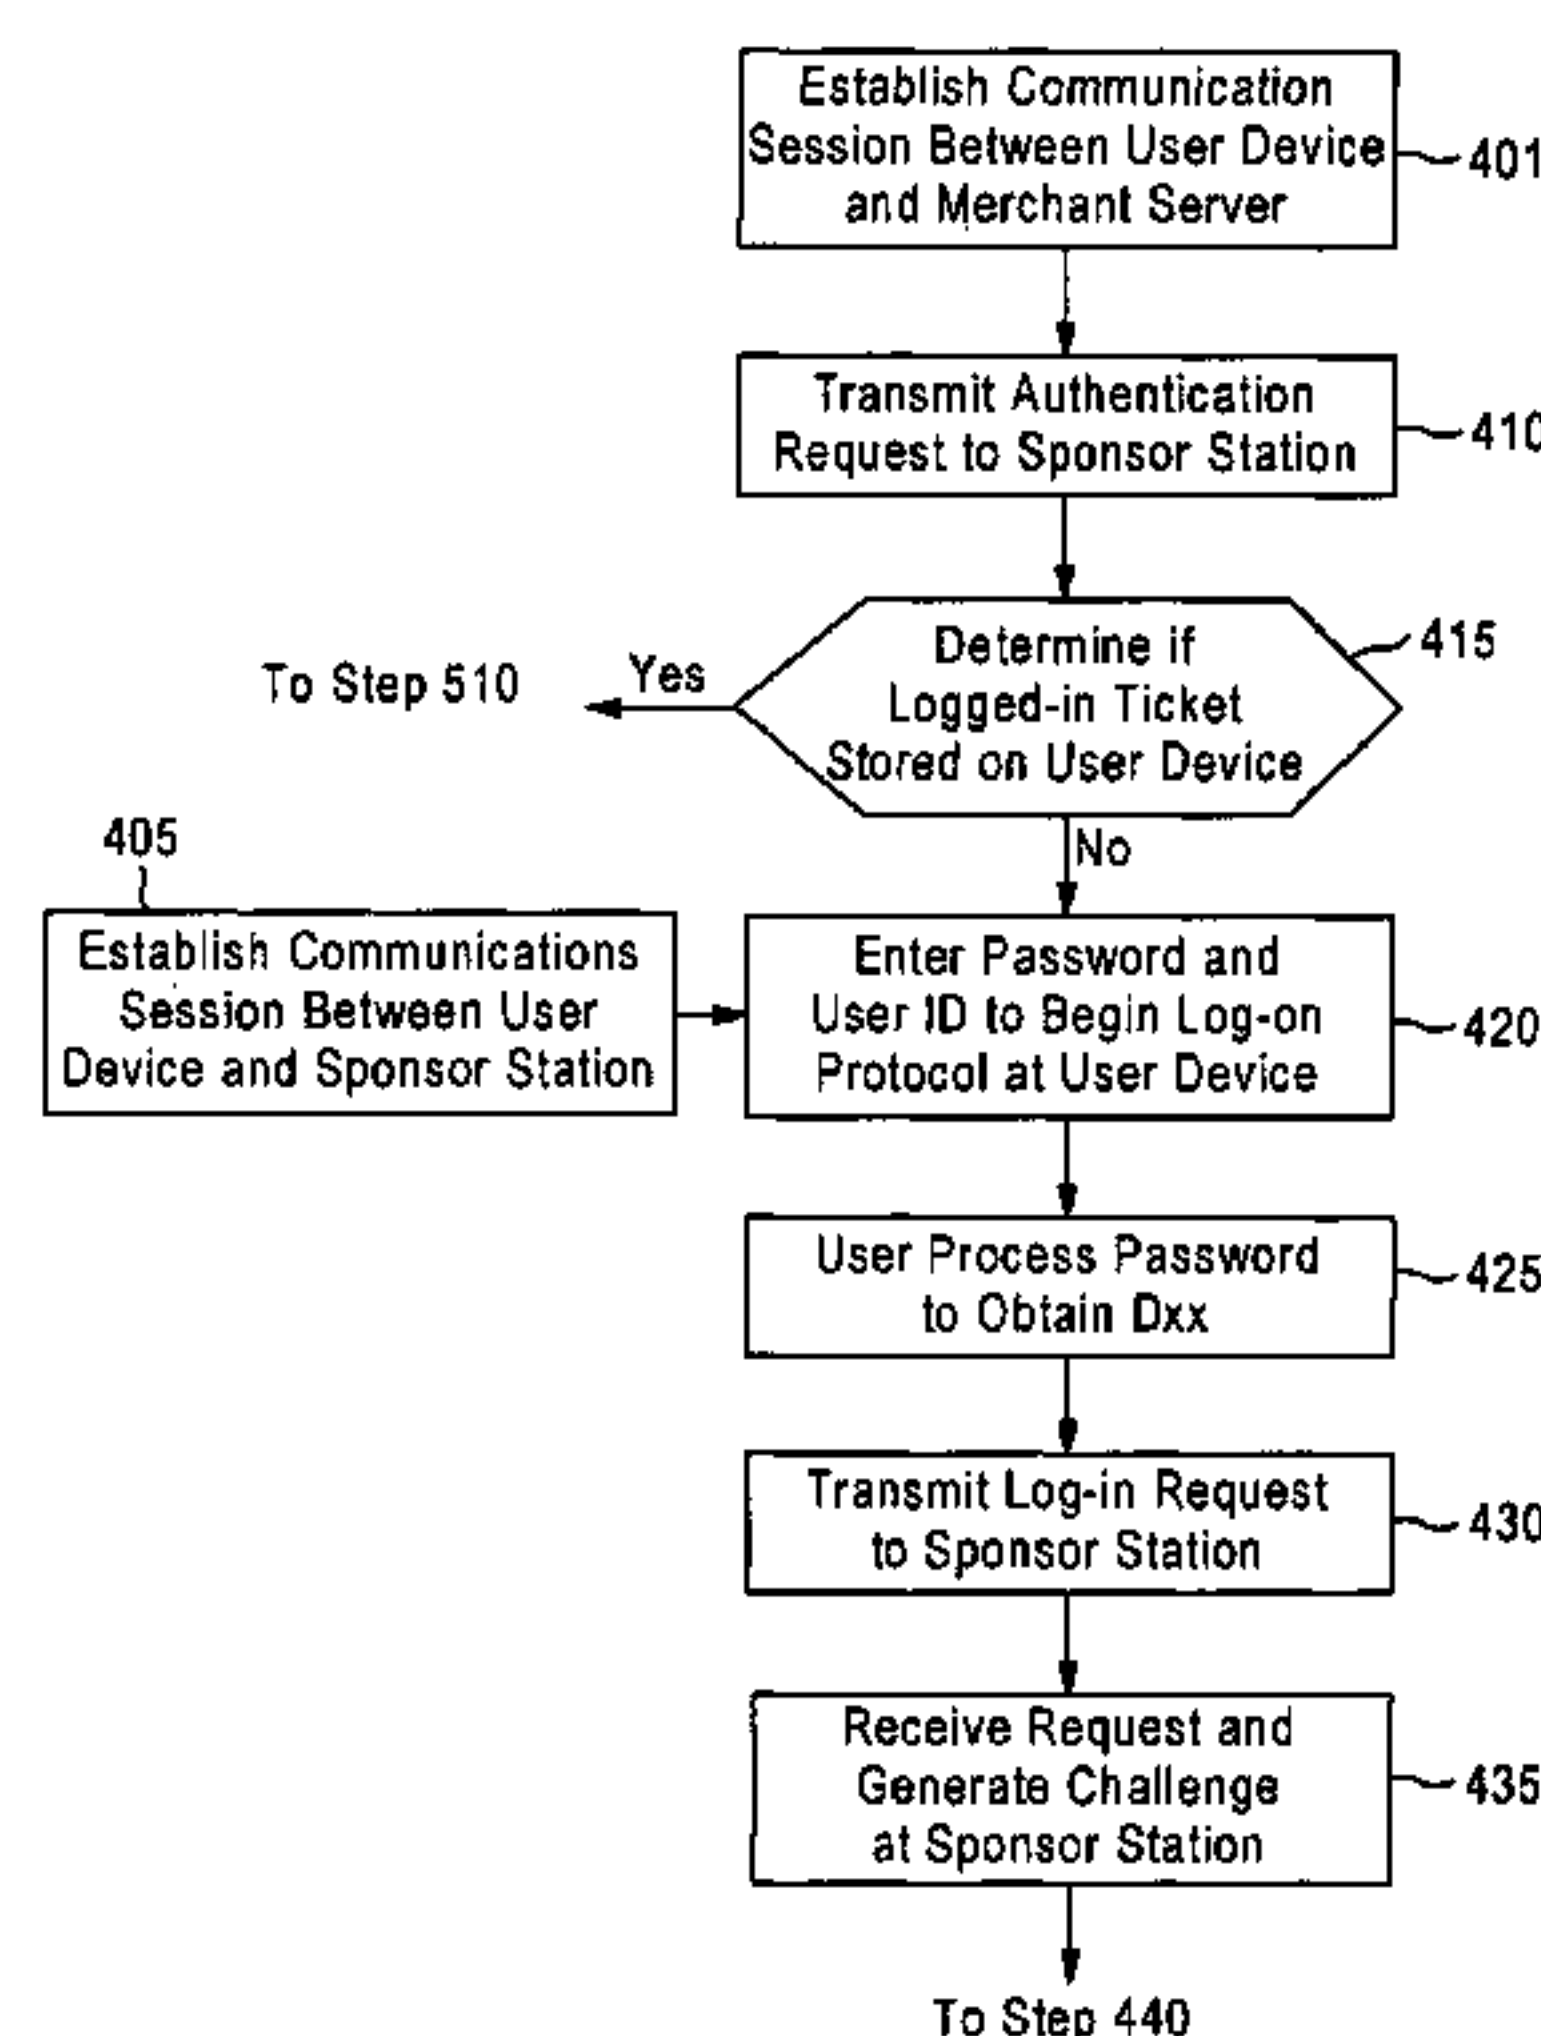 Establish Communication
Session Between User Device
and Merchant Server
401
Transmit Authentication
Request to Sponsor Station
410
Determine if
Logged-in Ticket
Stored on User Device
415
Yes
To Step 510
No
405
Establish Communications
Session Between User
Device and Sponsor Station
Enter Password and
User ID to Begin Log-on
Protocol at User Device
420
User Process Password
to Obtain Dxx
425
Transmit Log-in Request
to Sponsor Station
430
Receive Request and
Generate Challenge
at Sponsor Station
435
To Step 440